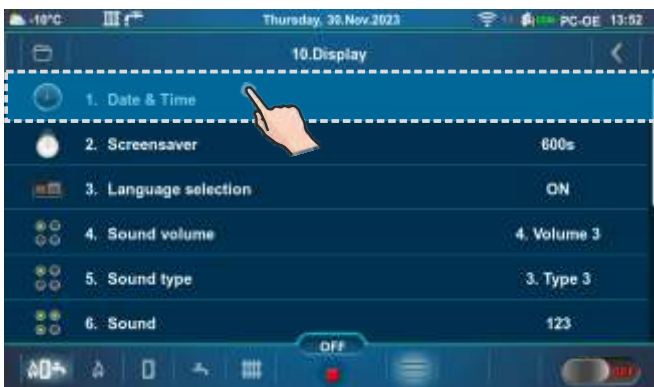 -10°C Thursday, 30.Nov.2023 PC-OE 13:52
10.Display
1. Date & Time
2. Screensaver 600s
3. Language selection ON
4. Sound volume 4. Volume 3
5. Sound type 3. Type 3
6. Sound 123
OFF
OFF